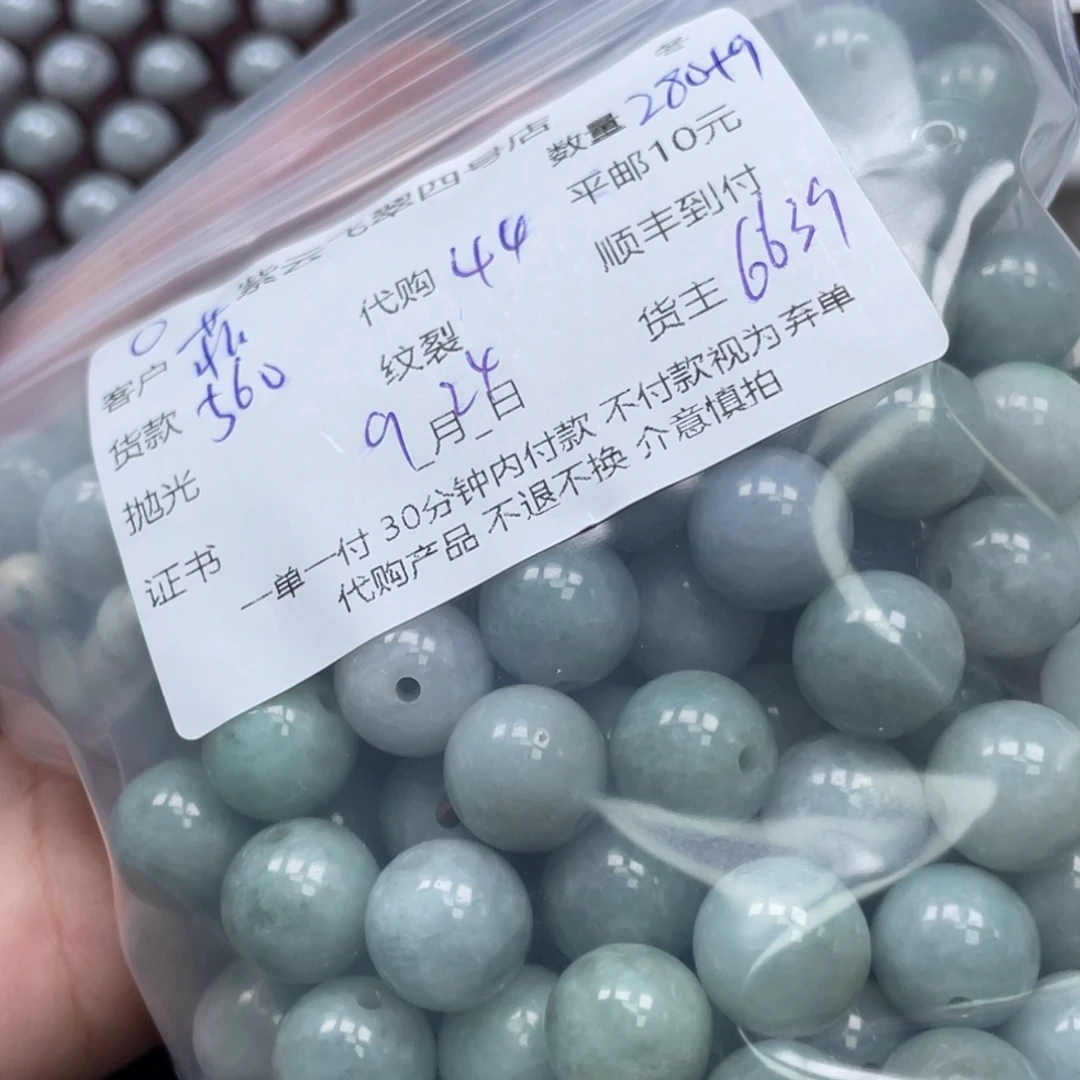 紫云飞翠四号店
数量 280+9
代购 44 平邮10元
客户 燕 纹裂 顺丰到付
货款 560 9月24日 货主 6639
抛光
证书
一单一付 30分钟内付款 不付款视为弃单
代购产品 不退不换 介意慎拍